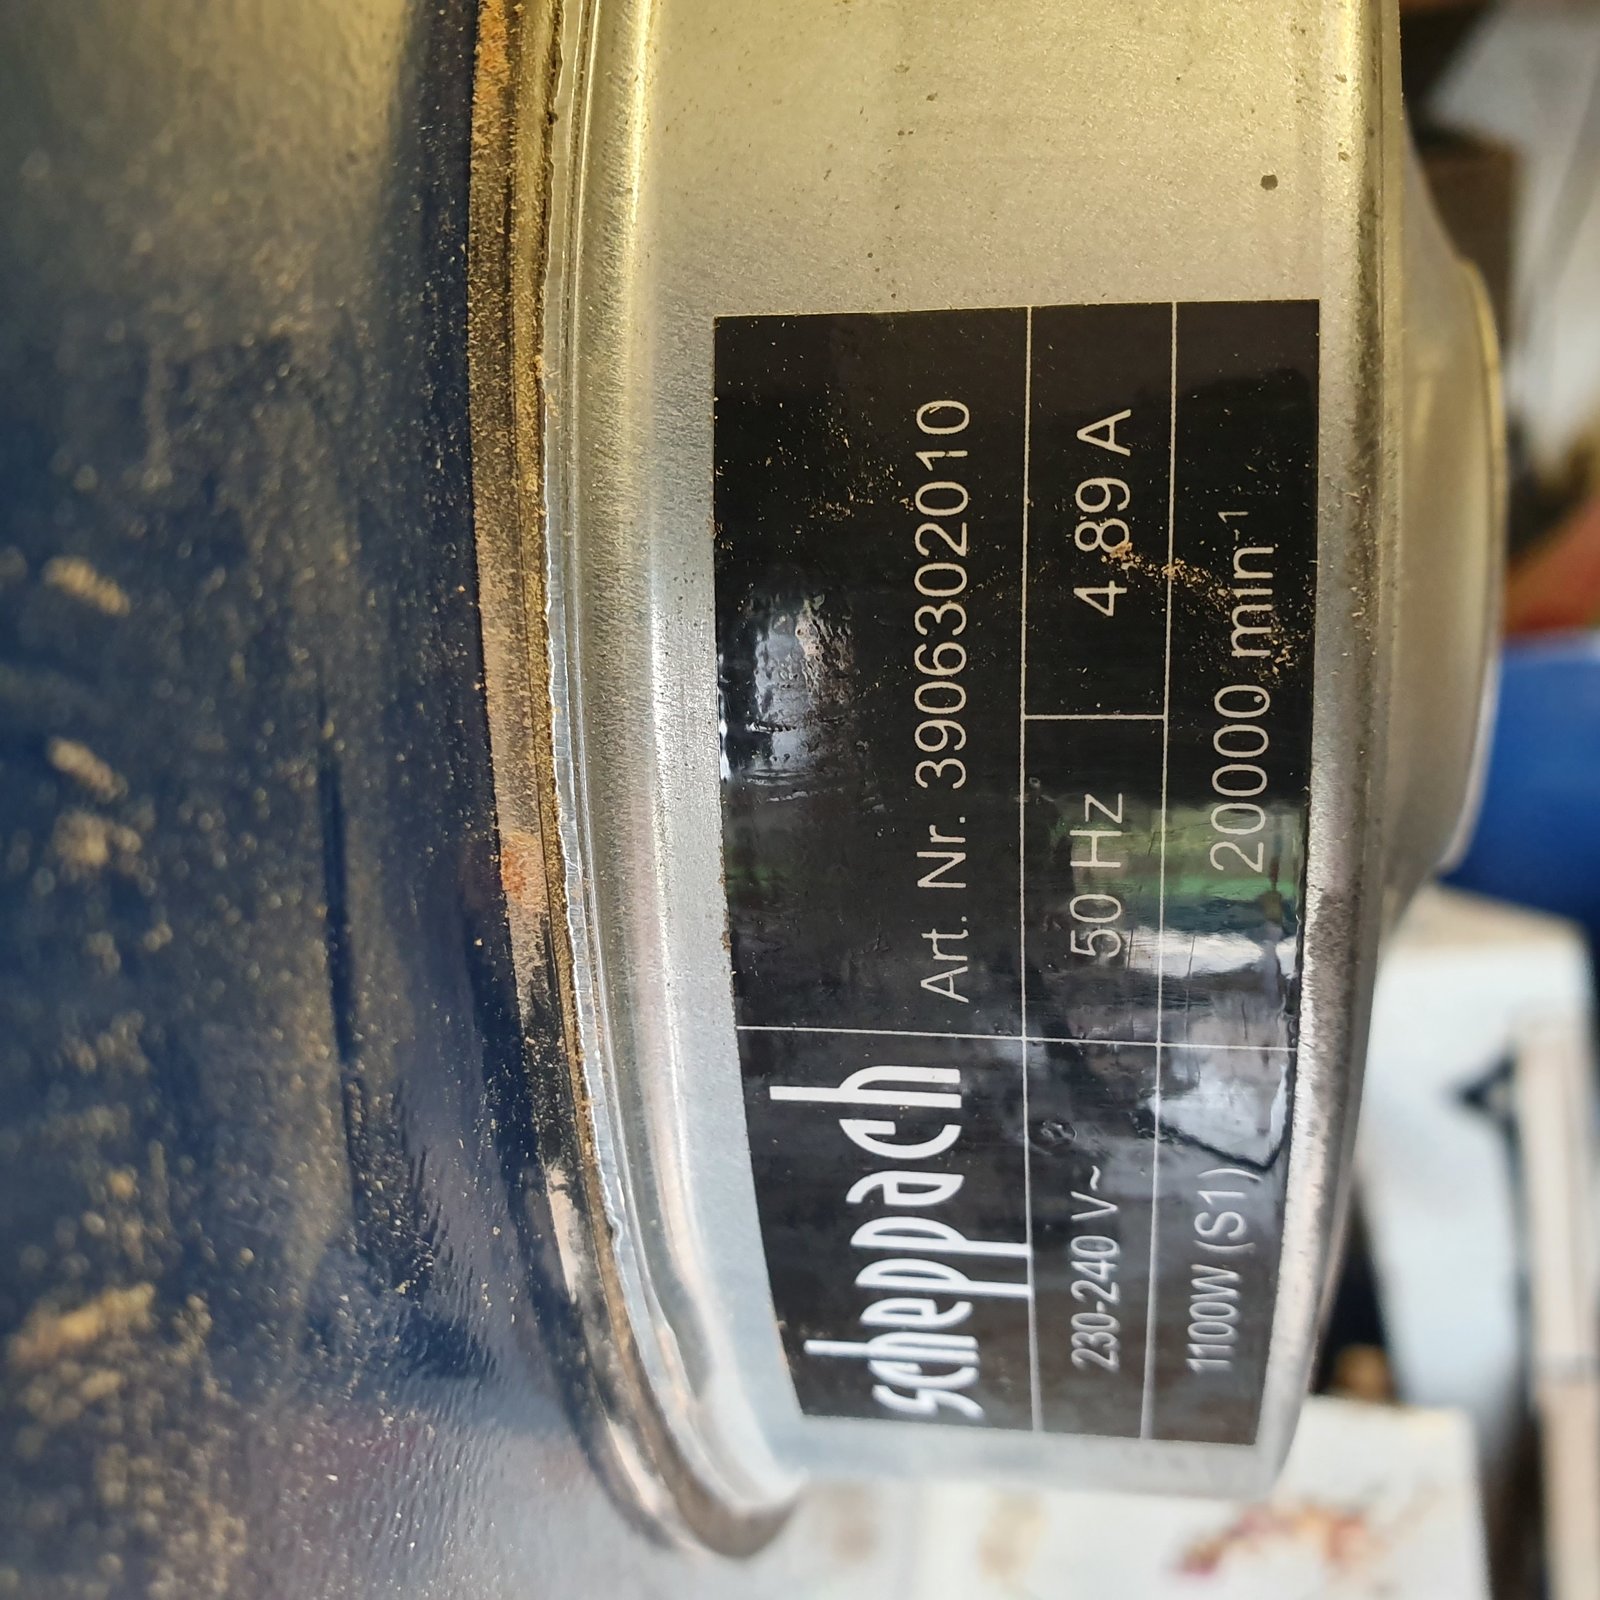 scheppach
Art. Nr. 3906302010
230-240 V~
50 Hz
4.89 A
1100W (S1)
20000 min-1